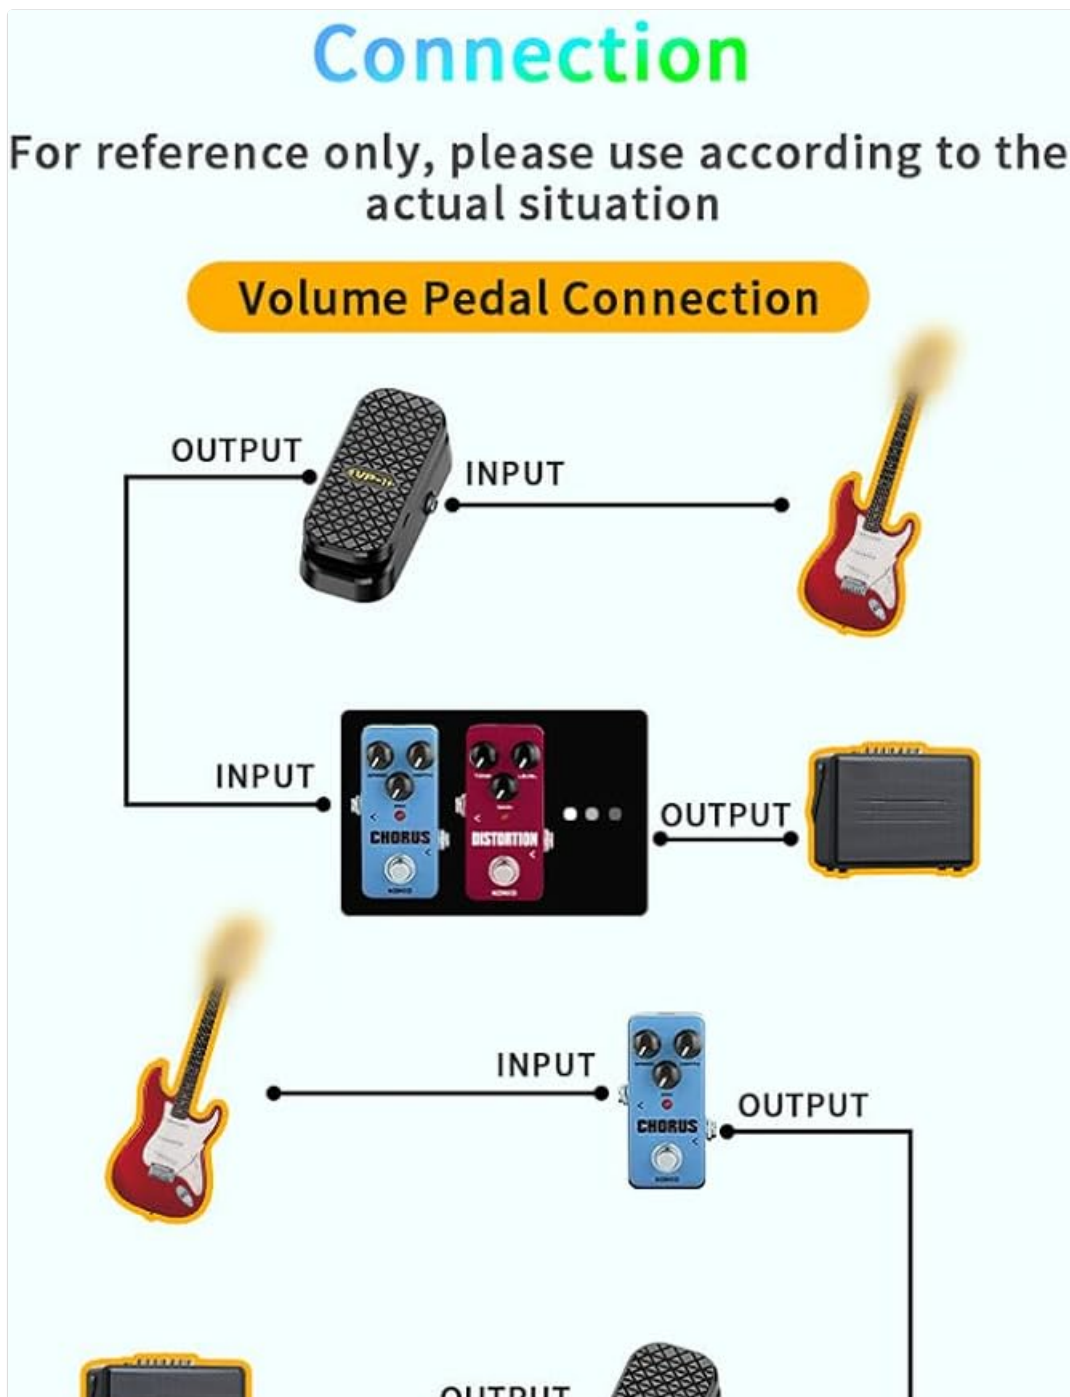 Connection
For reference only, please use according to the
actual situation
Volume Pedal Connection
OUTPUT
INPUT
INPUT
CHORUS
DISTORTION
OUTPUT
INPUT
OUTPUT
CHORUS
OUTPUT